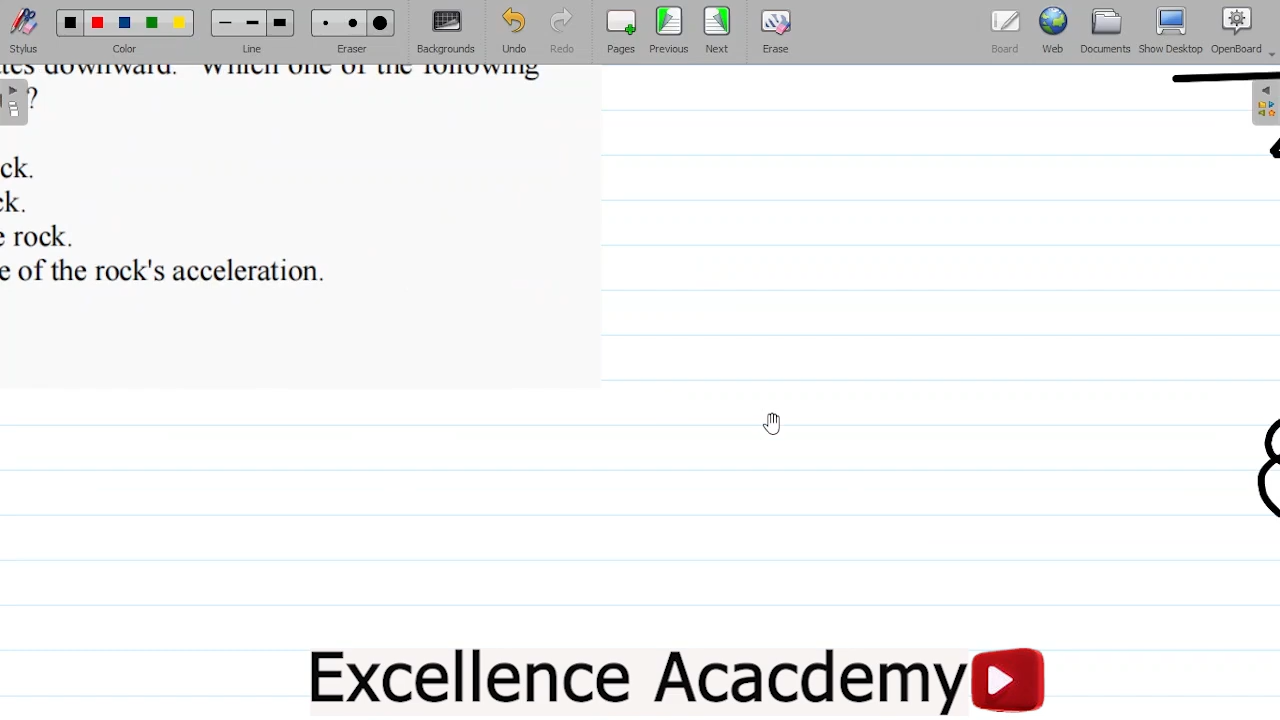 Stylus Color Line Eraser Backgrounds Undo Redo Pages Previous Next Erase Board Web Documents Show Desktop OpenBoard
downward. Which one of the following
?
ck.
ck.
e rock.
e of the rock's acceleration.
8
Excellence Acacdemy